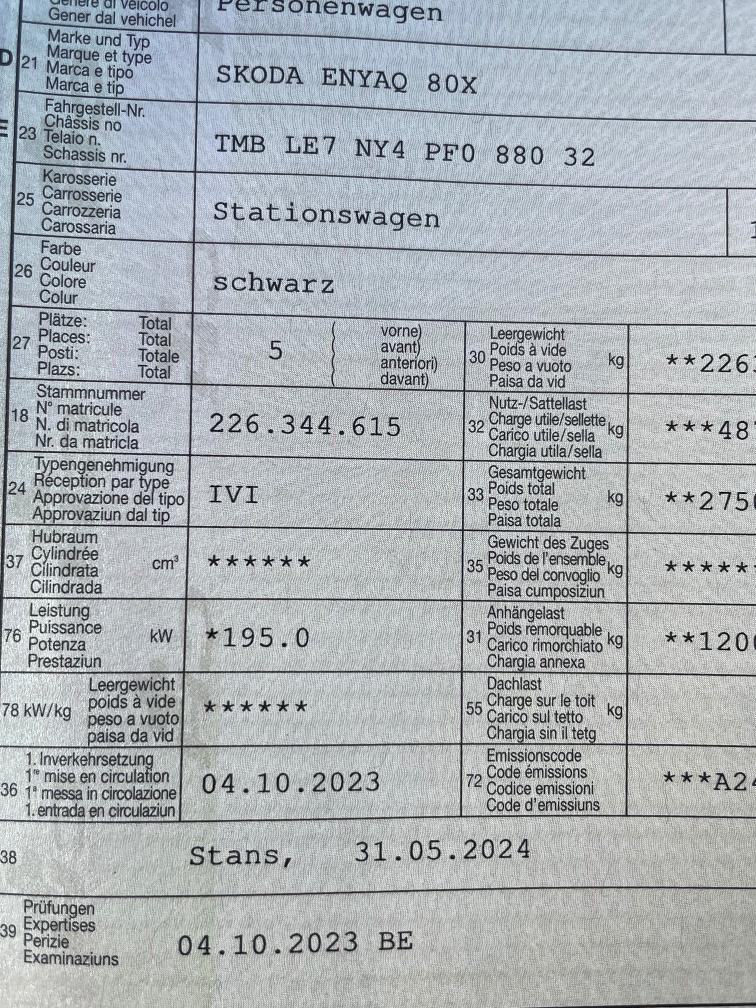 Genere di veicolo
Gener dal vehichel
Personenwagen
D
21
Marke und Typ
Marque et type
Marca e tipo
Marca e tip
SKODA ENYAQ 80X
E
23
Fahrgestell-Nr.
Châssis no
Telaio n.
Schassis nr.
TMB LE7 NY4 PF0 880 32
25
Karosserie
Carrosserie
Carrozzeria
Carossaria
Stationswagen
26
Farbe
Couleur
Colore
Colur
schwarz
27
Plätze: Total
Places: Total
Posti: Totale
Plazs: Total
5
( vorne)
( avant)
( anteriori)
( davant)
30
Leergewicht
Poids à vide
Peso a vuoto
Paisa da vid
kg
**226
18
Stammnummer
N° matricule
N. di matricola
Nr. da matricla
226.344.615
32
Nutz-/Sattellast
Charge utile/sellette
Carico utile/sella
Chargia utila/sella
kg
***48
24
Typengenehmigung
Réception par type
Approvazione del tipo
Approvaziun dal tip
IVI
33
Gesamtgewicht
Poids total
Peso totale
Paisa totala
kg
**275
37
Hubraum
Cylindrée
Cilindrata
Cilindrada
cm³
******
35
Gewicht des Zuges
Poids de l'ensemble
Peso del convoglio
Paisa cumposiziun
kg
*****
76
Leistung
Puissance
Potenza
Prestaziun
kW
*195.0
31
Anhängelast
Poids remorquable
Carico rimorchiato
Chargia annexa
kg
**120
78 kW/kg
Leergewicht
poids à vide
peso a vuoto
paisa da vid
******
55
Dachlast
Charge sur le toit
Carico sul tetto
Chargia sin il tetg
kg
36
1. Inverkehrsetzung
1re mise en circulation
1a messa in circolazione
1. entrada en circulaziun
04.10.2023
72
Emissionscode
Code émissions
Codice emissioni
Code d'emissiuns
***A2
38
Stans, 31.05.2024
39
Prüfungen
Expertises
Perizie
Examinaziuns
04.10.2023 BE